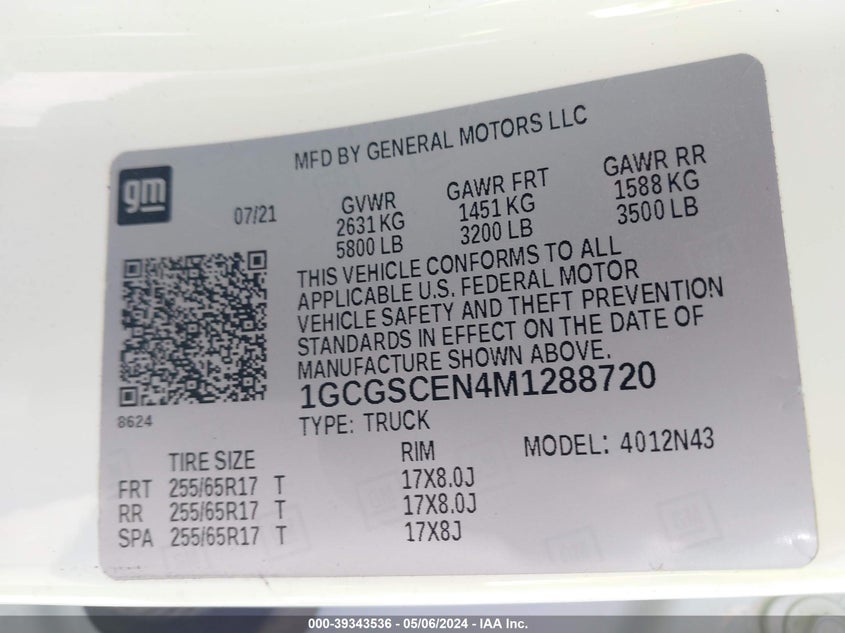 MFD BY GENERAL MOTORS LLC
gm
07/21
GVWR
2631 KG
5800 LB
GAWR FRT
1451 KG
3200 LB
GAWR RR
1588 KG
3500 LB
THIS VEHICLE CONFORMS TO ALL
APPLICABLE U.S. FEDERAL MOTOR
VEHICLE SAFETY AND THEFT PREVENTION
STANDARDS IN EFFECT ON THE DATE OF
MANUFACTURE SHOWN ABOVE.
1GCGSCEN4M1288720
8624
TYPE: TRUCK
MODEL: 4012N43
TIRE SIZE RIM
FRT 255/65R17 T 17X8.0J
RR 255/65R17 T 17X8.0J
SPA 255/65R17 T 17X8J
000-39343536 - 05/06/2024 - IAA Inc.